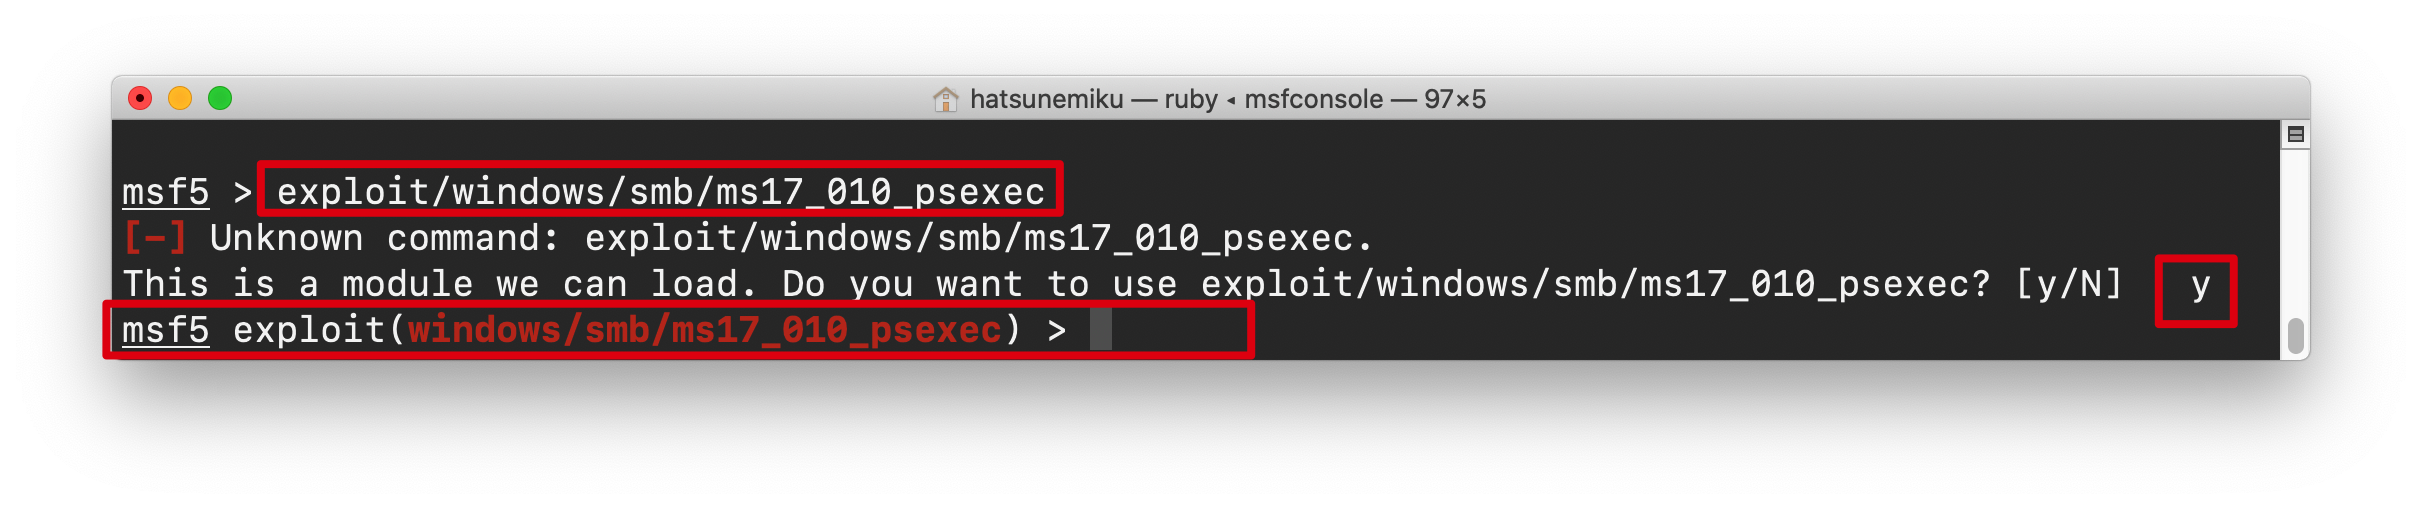 hatsunemiku — ruby ◂ msfconsole — 97×5
msf5 > exploit/windows/smb/ms17_010_psexec
[-] Unknown command: exploit/windows/smb/ms17_010_psexec.
This is a module we can load. Do you want to use exploit/windows/smb/ms17_010_psexec? [y/N]   y
msf5 exploit(windows/smb/ms17_010_psexec) >